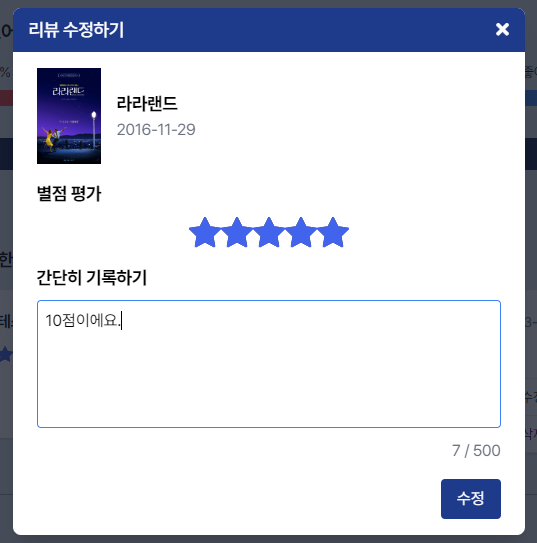 리뷰 수정하기
라라랜드
라라랜드
2016-11-29
별점 평가
간단히 기록하기
10점이에요.
7 / 500
수정